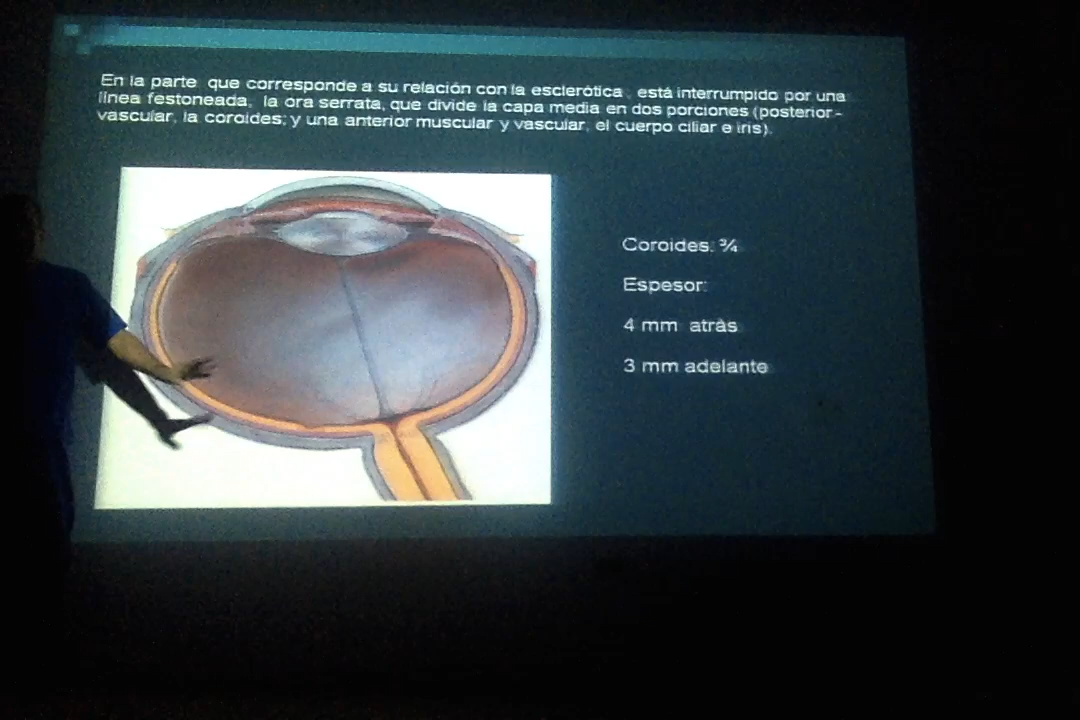 En la parte que corresponde a su relación con la esclerótica, está interrumpido por una
línea festoneada, la ora serrata, que divide la capa media en dos porciones (posterior -
vascular, la coroides; y una anterior muscular y vascular, el cuerpo ciliar e iris).
Coroides: ¾
Espesor:
4 mm atràs
3 mm adelante